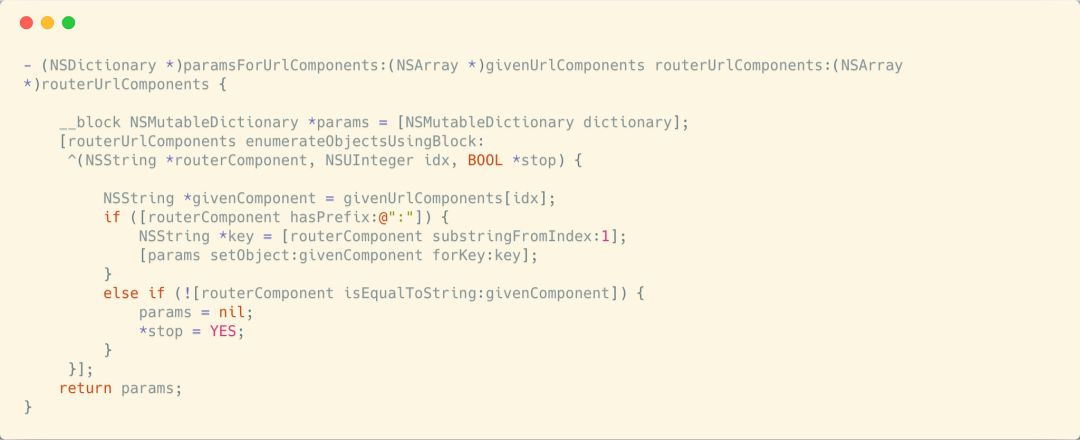 - (NSDictionary *)paramsForUrlComponents:(NSArray *)givenUrlComponents routerUrlComponents:(NSArray
*)routerUrlComponents {

    __block NSMutableDictionary *params = [NSMutableDictionary dictionary];
    [routerUrlComponents enumerateObjectsUsingBlock:
     ^(NSString *routerComponent, NSUInteger idx, BOOL *stop) {

         NSString *givenComponent = givenUrlComponents[idx];
         if ([routerComponent hasPrefix:@":"]) {
             NSString *key = [routerComponent substringFromIndex:1];
             [params setObject:givenComponent forKey:key];
         }
         else if (![routerComponent isEqualToString:givenComponent]) {
             params = nil;
             *stop = YES;
         }
     }];
    return params;
}